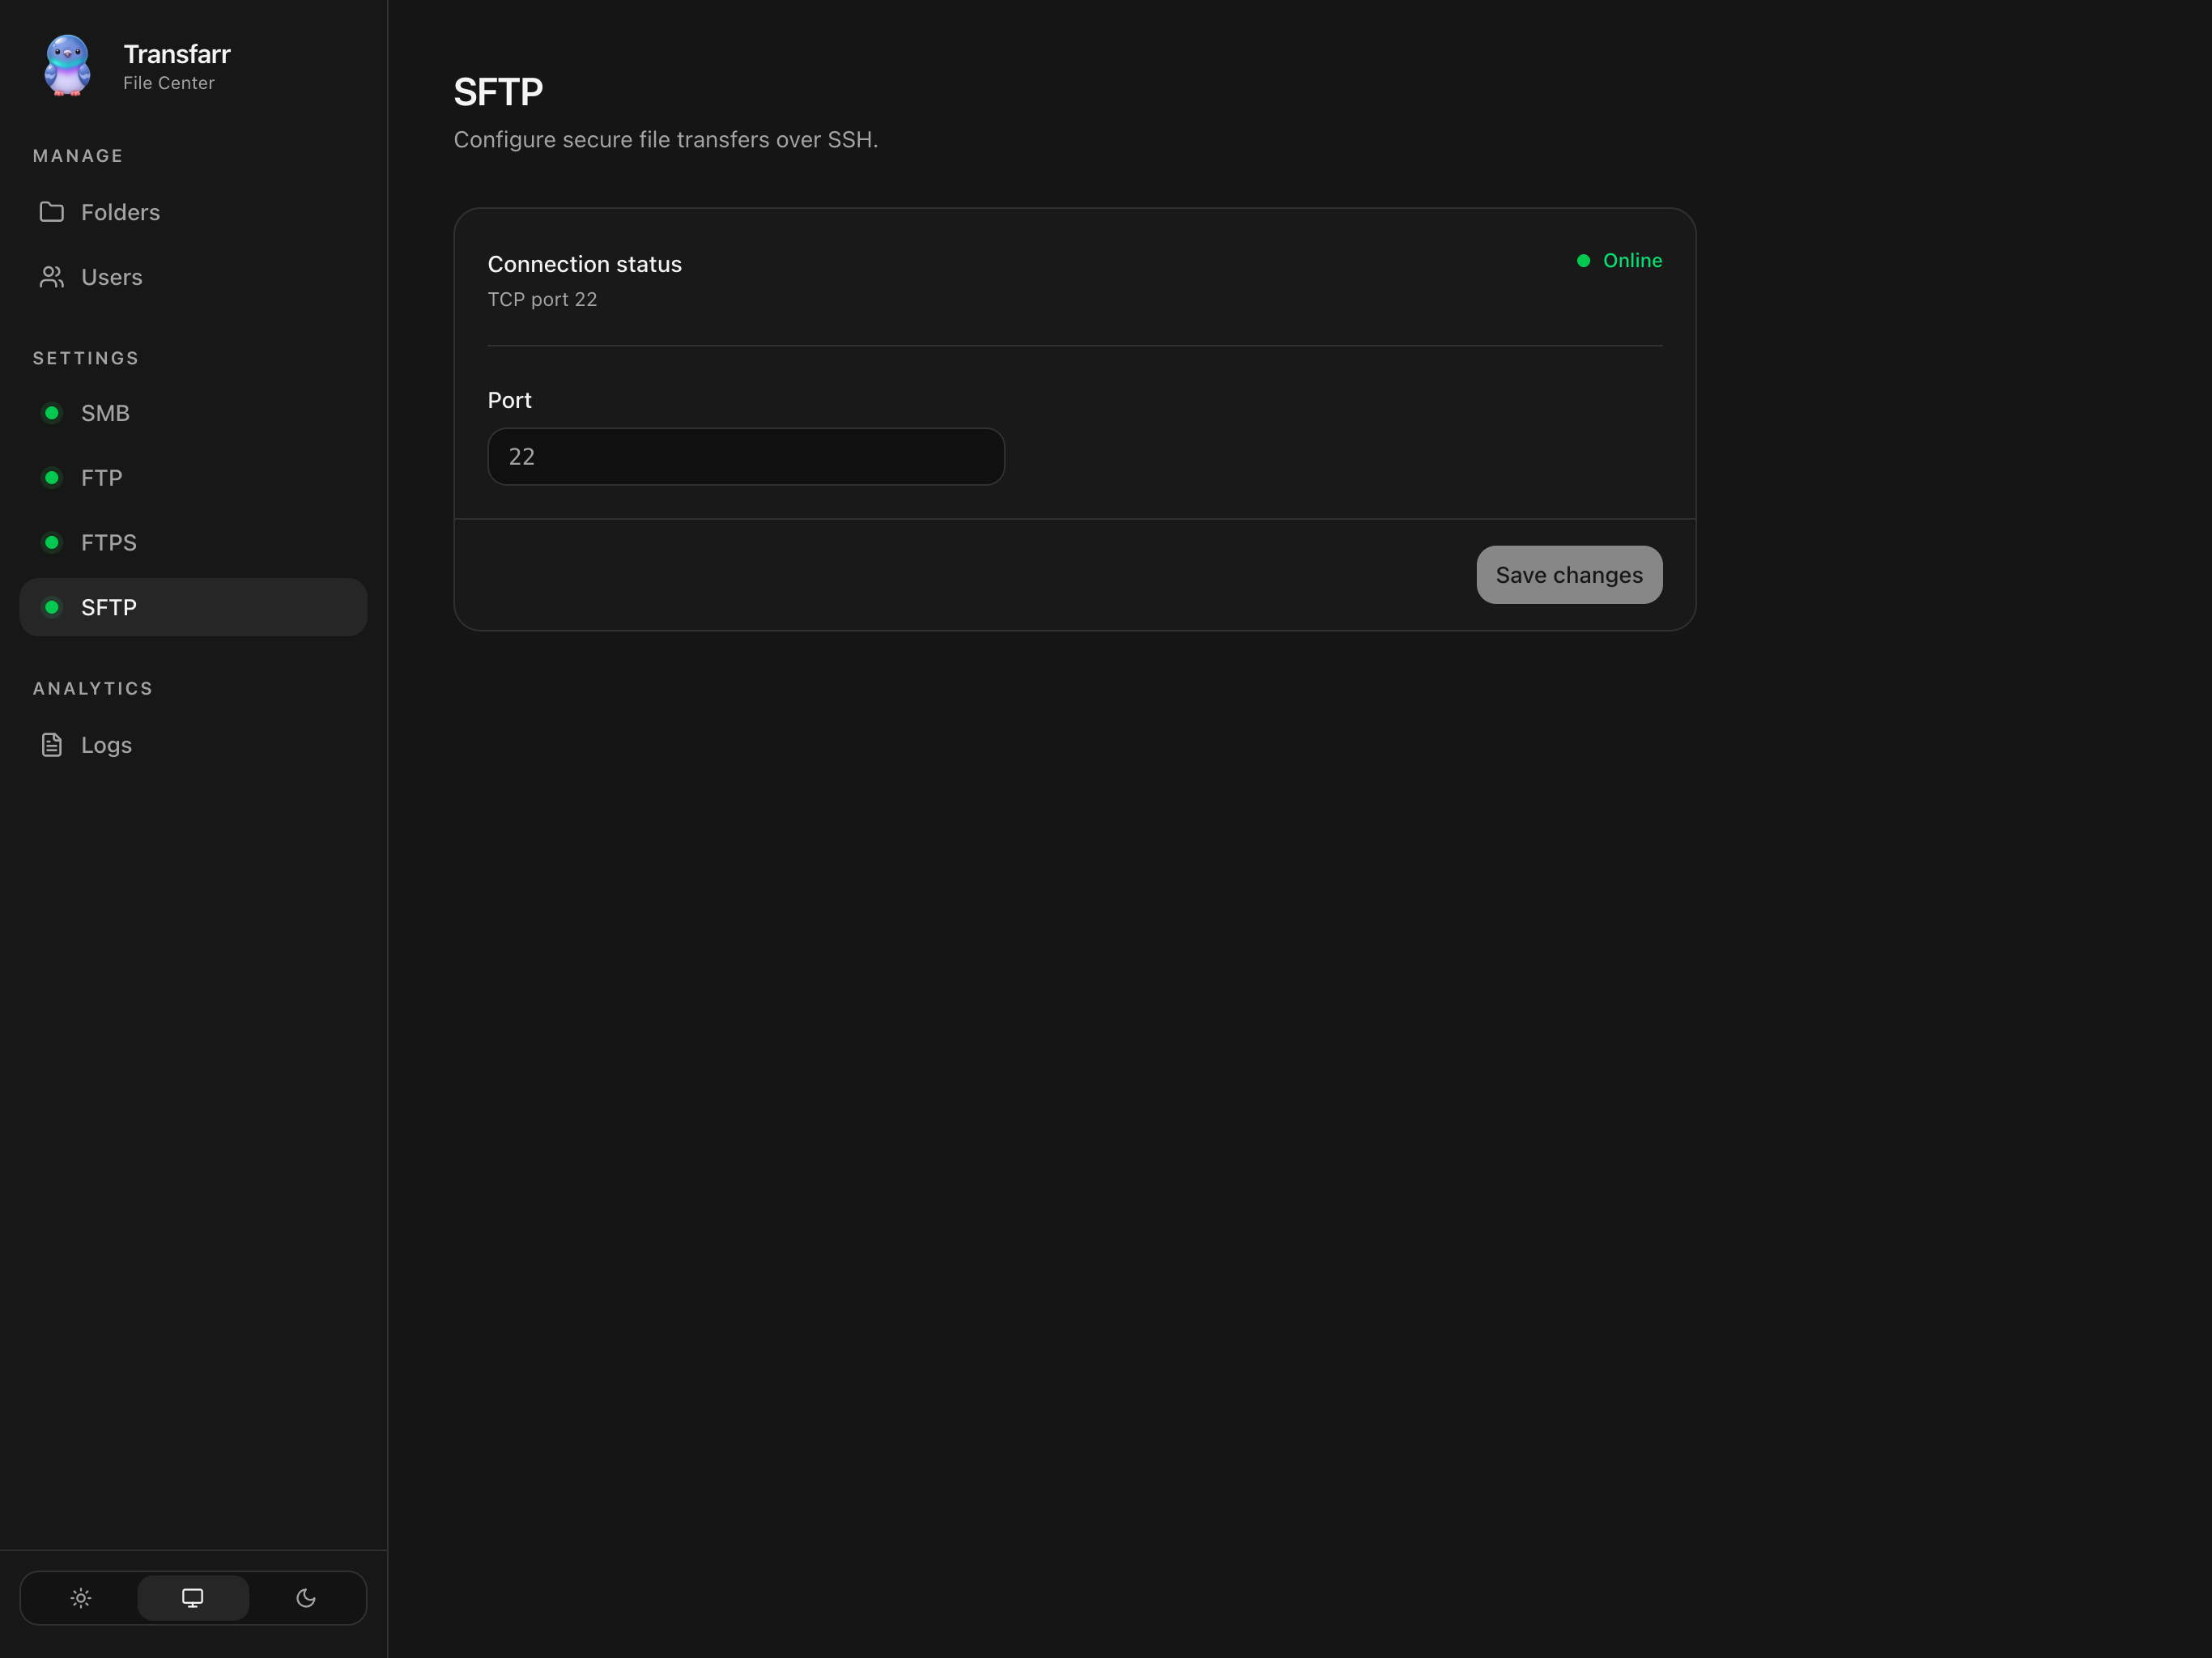 Transfarr
File Center
MANAGE
Folders
Users
SETTINGS
SMB
FTP
FTPS
SFTP
ANALYTICS
Logs
SFTP
Configure secure file transfers over SSH.
Connection status
Online
TCP port 22
Port
22
Save changes